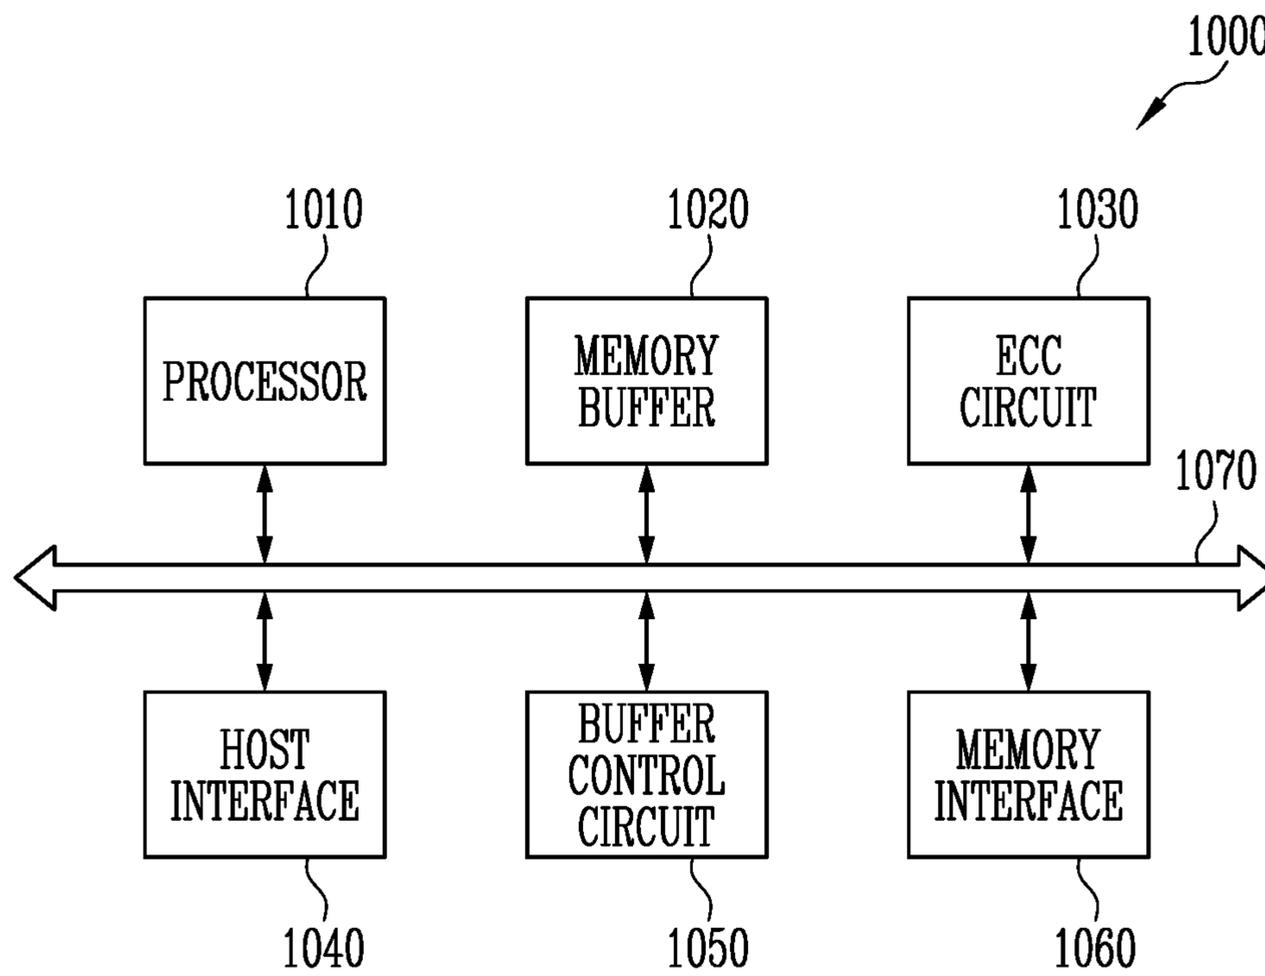 1000
1010
1020
1030
PROCESSOR
MEMORY
BUFFER
ECC
CIRCUIT
1070
HOST
INTERFACE
BUFFER
CONTROL
CIRCUIT
MEMORY
INTERFACE
1040
1050
1060